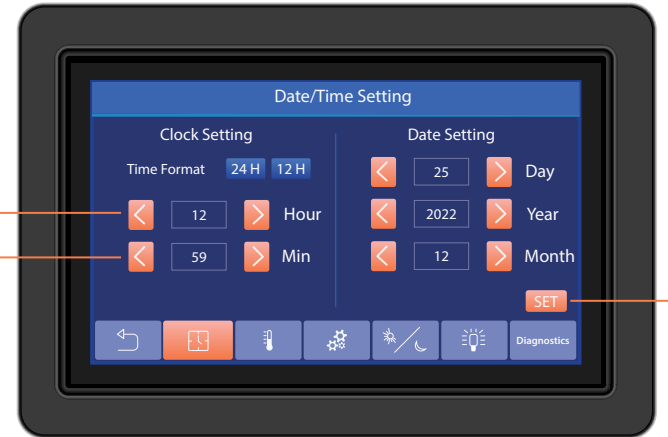 Date/Time Setting
Clock Setting
Time Format 24 H 12 H
12 Hour
59 Min
Date Setting
25 Day
2022 Year
12 Month
SET
Diagnostics